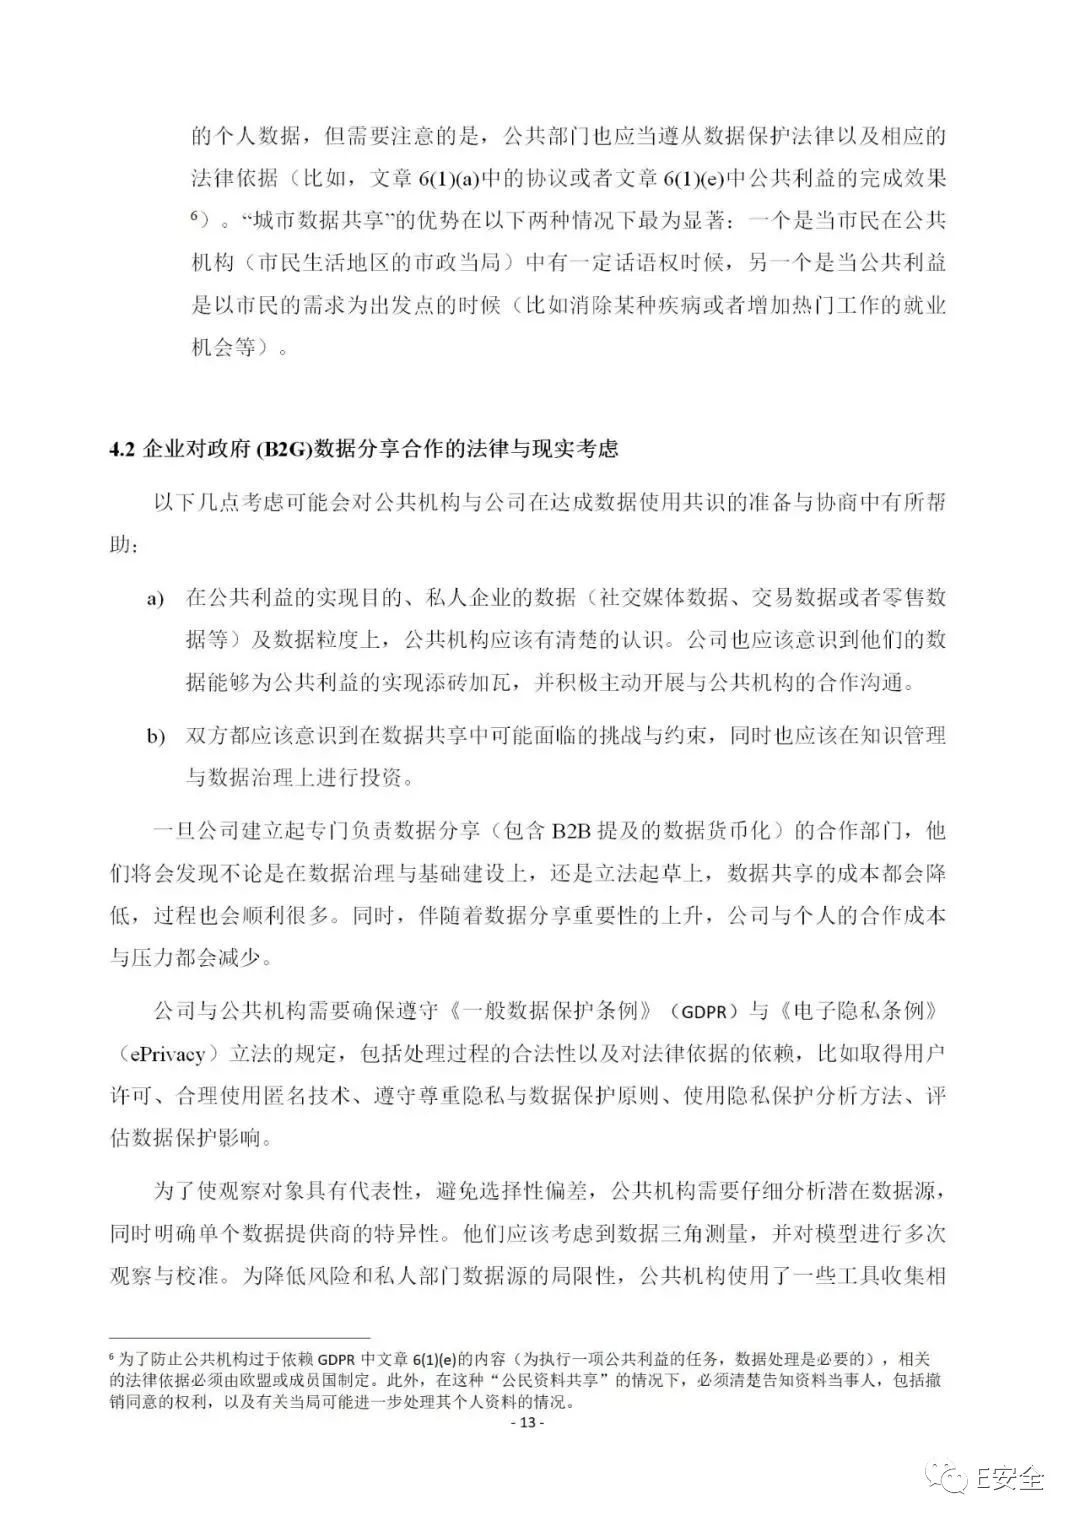 的个人数据，但需要注意的是，公共部门也应当遵从数据保护法律以及相应的
法律依据（比如，文章 6(1)(a)中的协议或者文章 6(1)(e)中公共利益的完成效果
⁶）。“城市数据共享”的优势在以下两种情况下最为显著：一个是当市民在公共
机构（市民生活地区的市政当局）中有一定话语权时候，另一个是当公共利益
是以市民的需求为出发点的时候（比如消除某种疾病或者增加热门工作的就业
机会等）。
4.2 企业对政府 (B2G)数据分享合作的法律与现实考虑
以下几点考虑可能会对公共机构与公司在达成数据使用共识的准备与协商中有所帮
助：
a) 在公共利益的实现目的、私人企业的数据（社交媒体数据、交易数据或者零售数
据等）及数据粒度上，公共机构应该有清楚的认识。公司也应该意识到他们的数
据能够为公共利益的实现添砖加瓦，并积极主动开展与公共机构的合作沟通。
b) 双方都应该意识到在数据共享中可能面临的挑战与约束，同时也应该在知识管理
与数据治理上进行投资。
一旦公司建立起专门负责数据分享（包含 B2B 提及的数据货币化）的合作部门，他
们将会发现不论是在数据治理与基础建设上，还是立法起草上，数据共享的成本都会降
低，过程也会顺利很多。同时，伴随着数据分享重要性的上升，公司与个人的合作成本
与压力都会减少。
公司与公共机构需要确保遵守《一般数据保护条例》（GDPR）与《电子隐私条例》
（ePrivacy）立法的规定，包括处理过程的合法性以及对法律依据的依赖，比如取得用户
许可、合理使用匿名技术、遵守尊重隐私与数据保护原则、使用隐私保护分析方法、评
估数据保护影响。
为了使观察对象具有代表性，避免选择性偏差，公共机构需要仔细分析潜在数据源，
同时明确单个数据提供商的特异性。他们应该考虑到数据三角测量，并对模型进行多次
观察与校准。为降低风险和私人部门数据源的局限性，公共机构使用了一些工具收集相
⁶ 为了防止公共机构过于依赖 GDPR 中文章 6(1)(e)的内容（为执行一项公共利益的任务，数据处理是必要的），相关
的法律依据必须由欧盟或成员国制定。此外，在这种“公民资料共享”的情况下，必须清楚告知资料当事人，包括撤
销同意的权利，以及有关当局可能进一步处理其个人资料的情况。
- 13 -
E安全